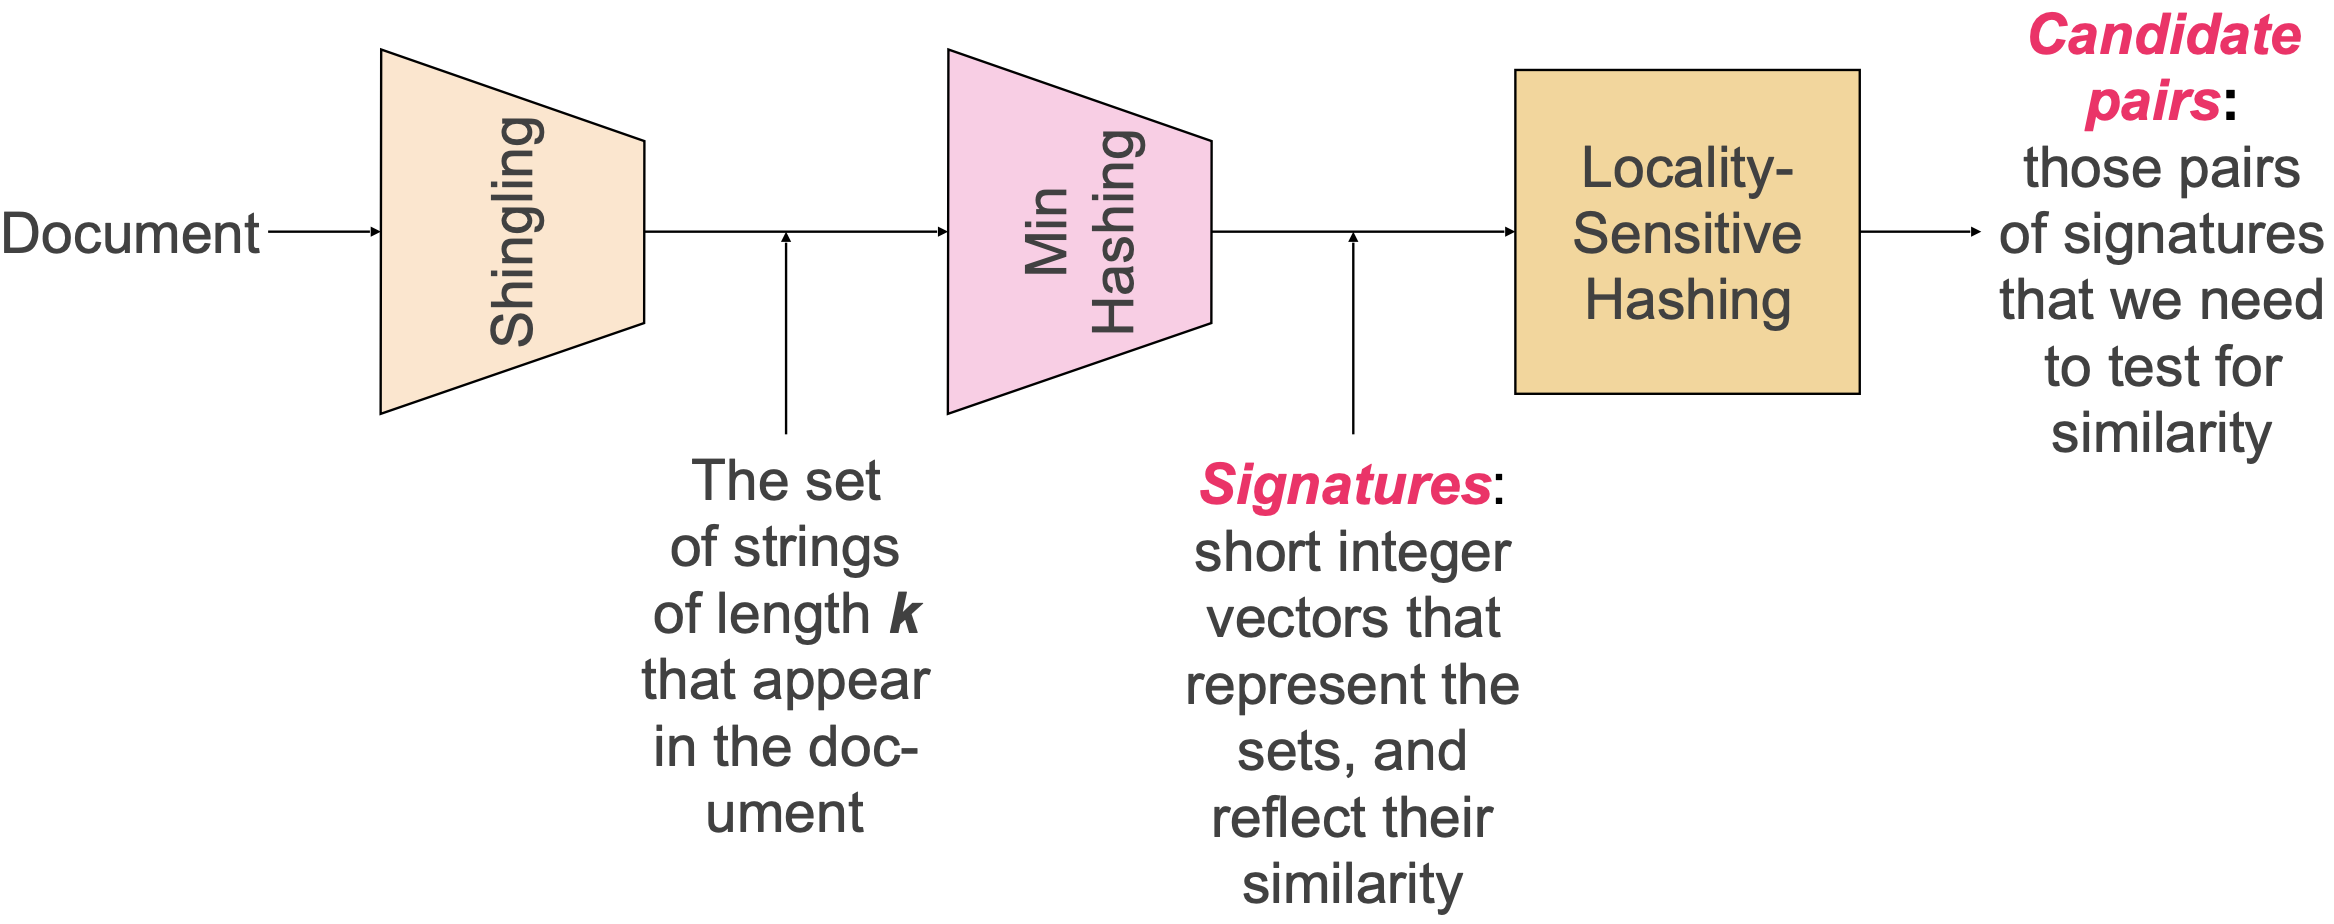 Document
Shingling
The set
of strings
of length k
that appear
in the doc-
ument
Min
Hashing
Signatures:
short integer
vectors that
represent the
sets, and
reflect their
similarity
Locality-
Sensitive
Hashing
Candidate
pairs:
those pairs
of signatures
that we need
to test for
similarity